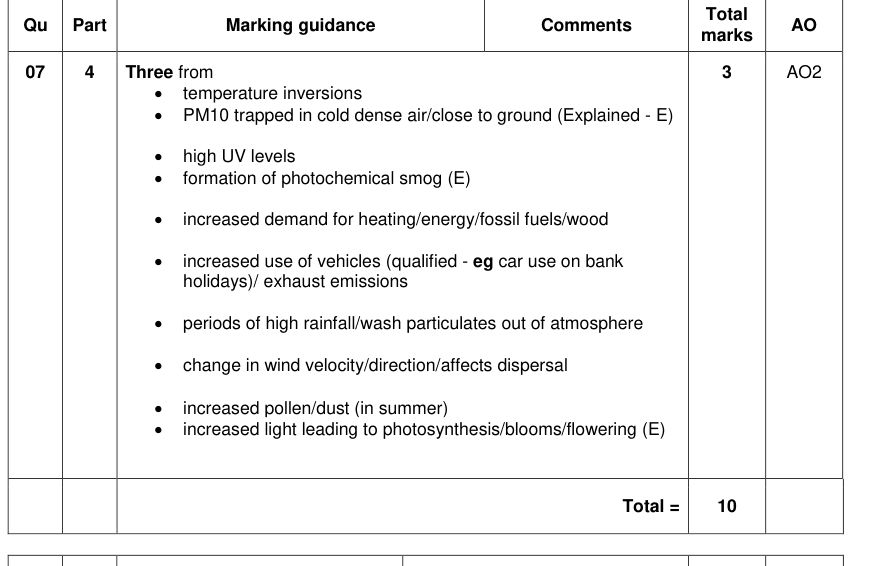 Qu Part Marking guidance Comments Total marks AO
07 4 Three from 3 AO2
• temperature inversions
• PM10 trapped in cold dense air/close to ground (Explained - E)
• high UV levels
• formation of photochemical smog (E)
• increased demand for heating/energy/fossil fuels/wood
• increased use of vehicles (qualified - eg car use on bank
holidays)/ exhaust emissions
• periods of high rainfall/wash particulates out of atmosphere
• change in wind velocity/direction/affects dispersal
• increased pollen/dust (in summer)
• increased light leading to photosynthesis/blooms/flowering (E)
Total = 10